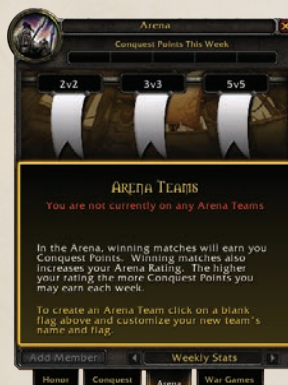 Arena
Conquest Points This Week
2v2 3v3 5v5
Arena Teams
You are not currently on any Arena Teams
In the Arena, winning matches will earn you
Conquest Points. Winning matches also
increases your Arena Rating. The higher
your rating the more Conquest Points you
may earn each week.
To create an Arena Team click on a blank
flag above and customize your new team's
name and flag.
Add Member Weekly Stats
Honor Conquest Arena War Games